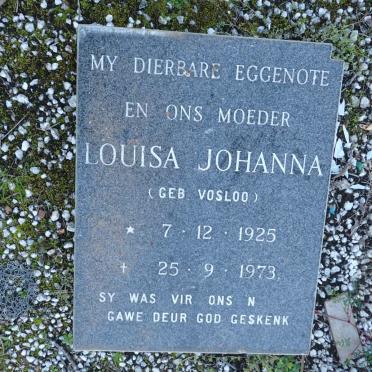 MY DIERBARE EGGENOTE
EN ONS MOEDER
LOUISA JOHANNA
(GEB VOSLOO)
* 7 · 12 · 1925
† 25 · 9 · 1973
SY WAS VIR ONS N
GAWE DEUR GOD GESKENK